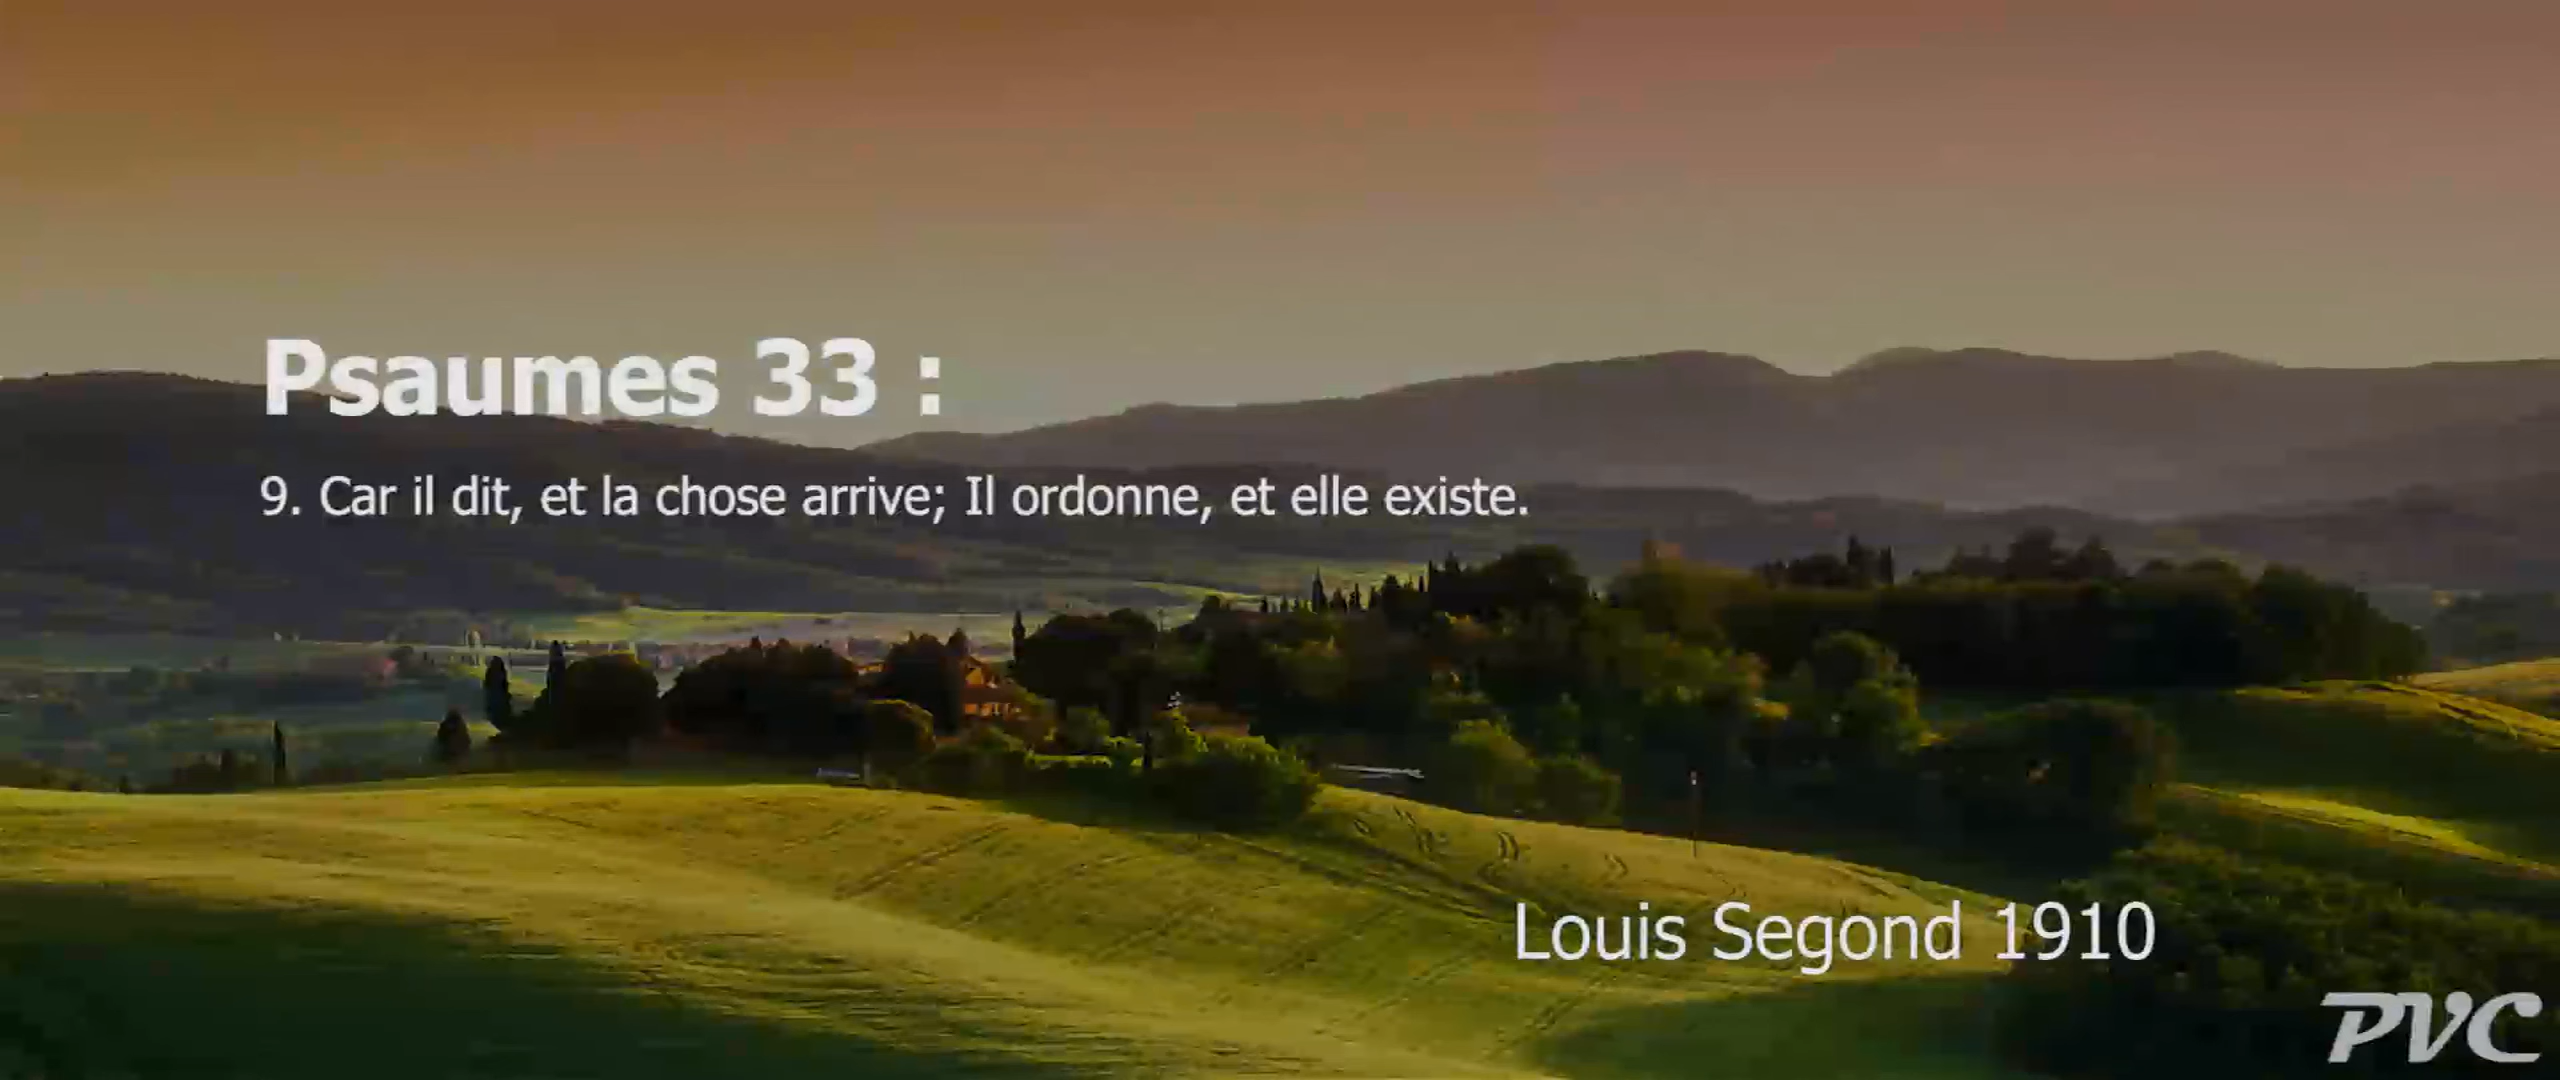 Psaumes 33 :
9. Car il dit, et la chose arrive; Il ordonne, et elle existe.
Louis Segond 1910
PVC